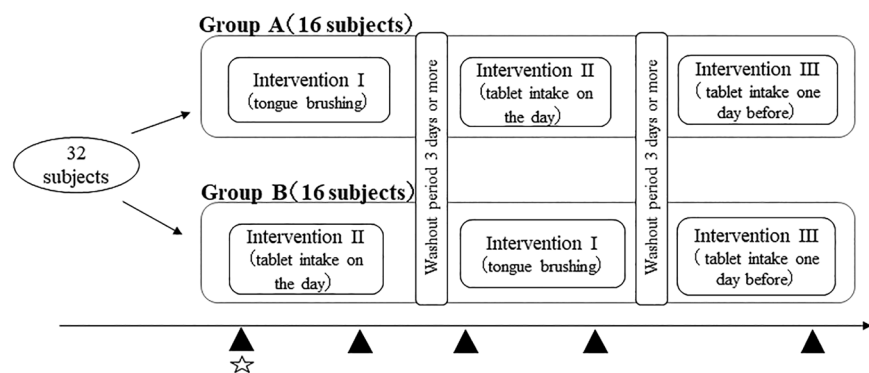 Group A(16 subjects)
Intervention Ⅰ
(tongue brushing)
Washout period 3 days or more
Intervention Ⅱ
(tablet intake on
the day)
Washout period 3 days or more
Intervention Ⅲ
( tablet intake one
day before)
32
subjects
Group B(16 subjects)
Intervention Ⅱ
(tablet intake on
the day)
Intervention Ⅰ
(tongue brushing)
Intervention Ⅲ
( tablet intake one
day before)